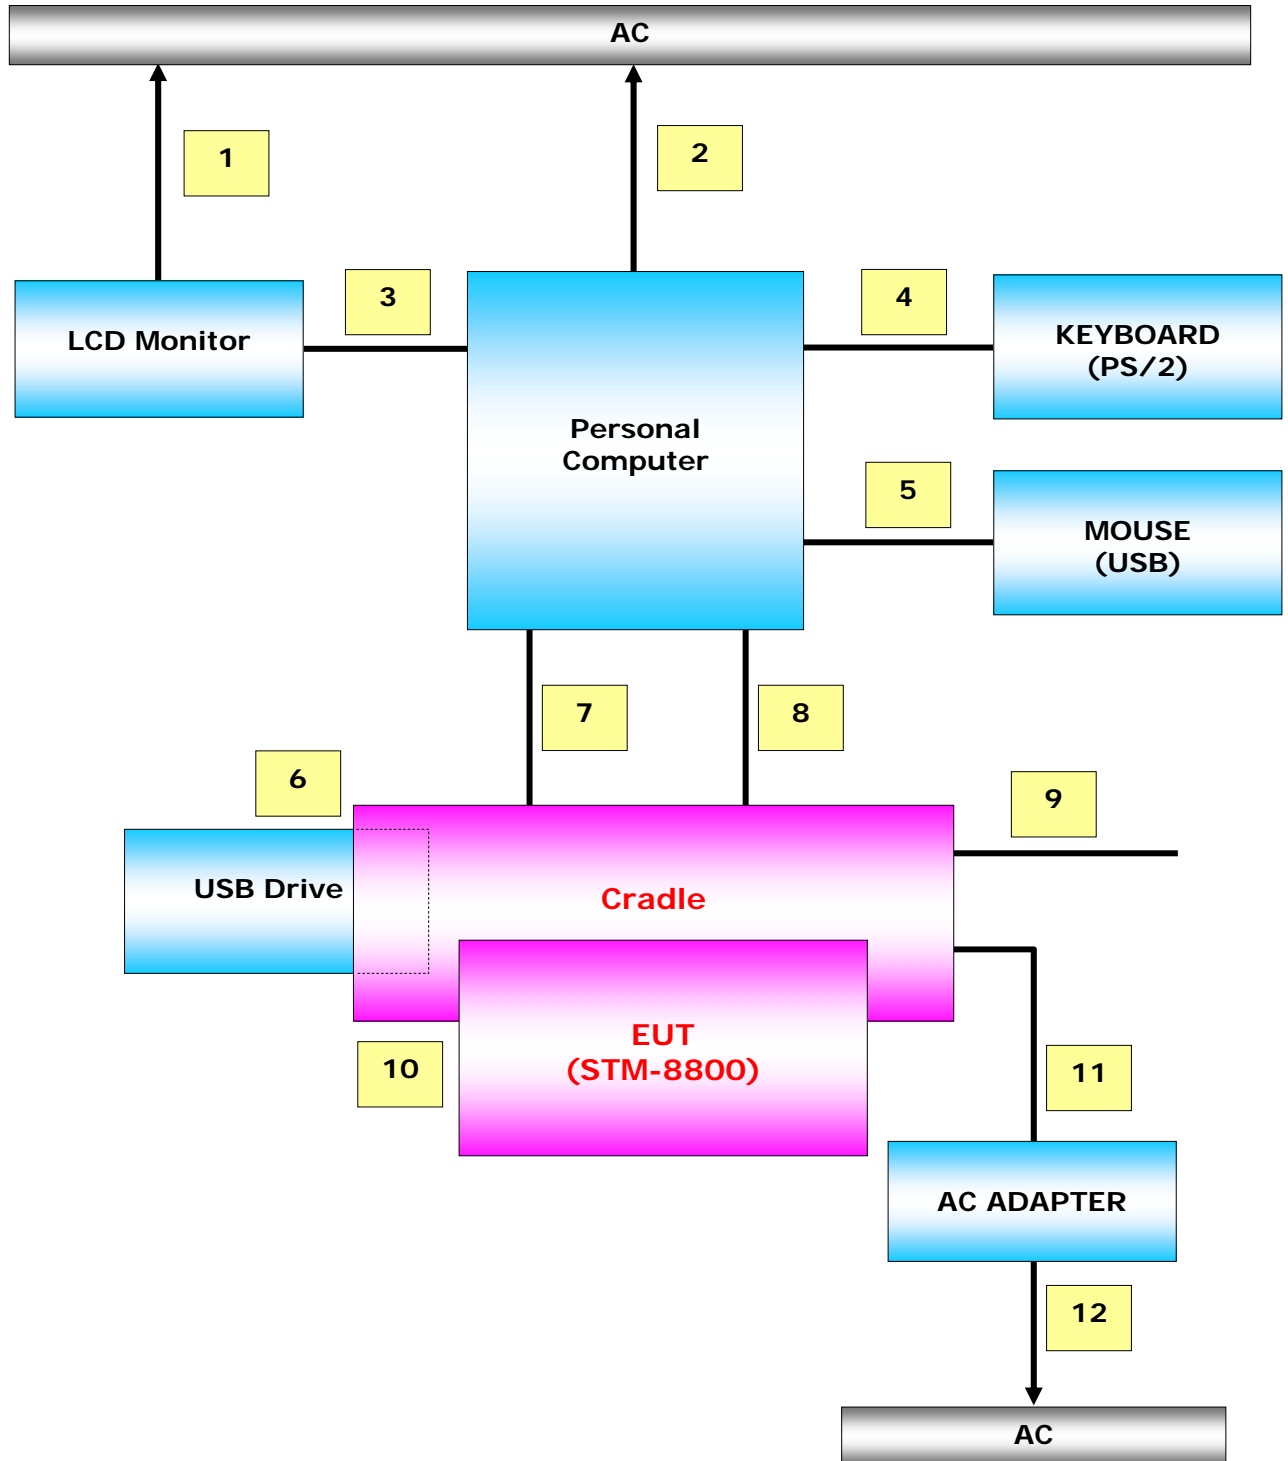 AC
1
2
3
4
LCD Monitor
KEYBOARD
(PS/2)
Personal
Computer
5
MOUSE
(USB)
7
8
6
9
USB Drive
Cradle
EUT
(STM-8800)
10
11
AC ADAPTER
12
AC